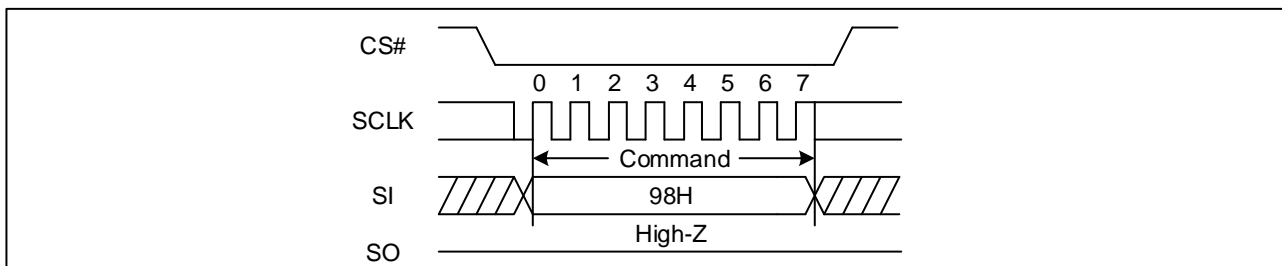 CS#
0 1 2 3 4 5 6 7
SCLK
Command
SI
98H
High-Z
SO